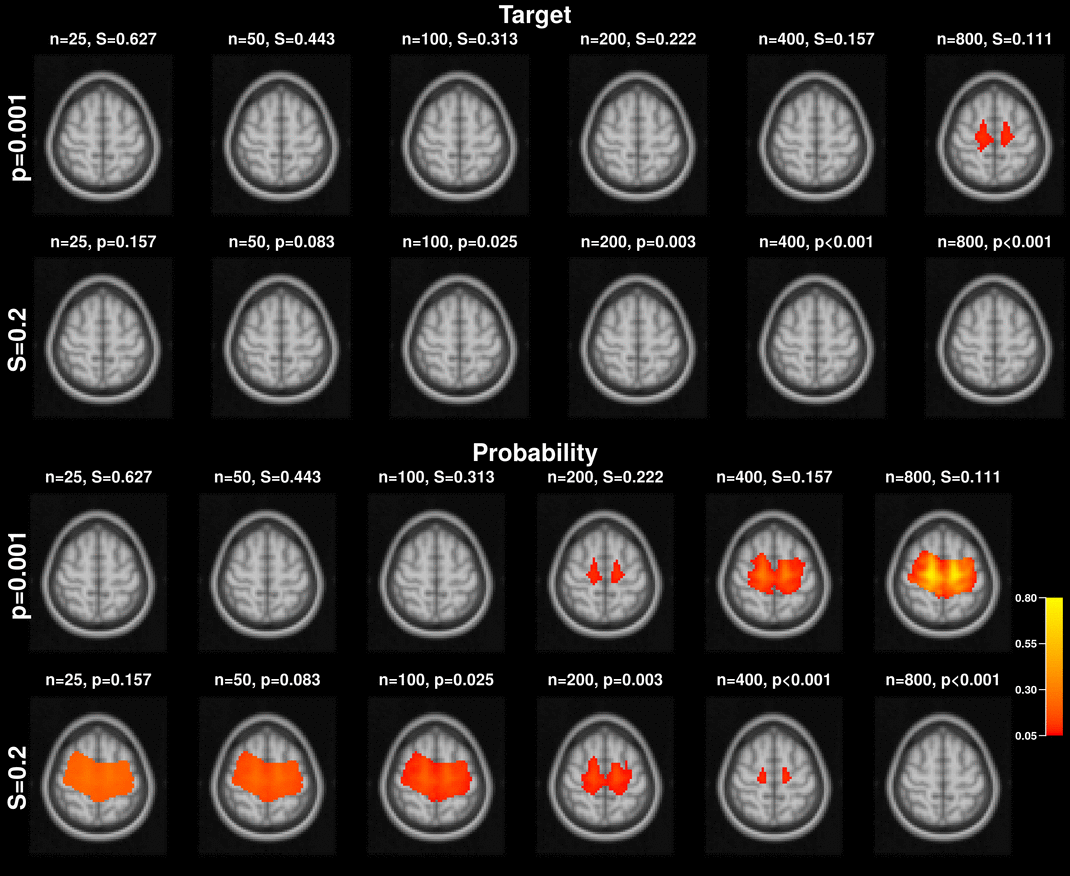 Target
n=25, S=0.627 n=50, S=0.443 n=100, S=0.313 n=200, S=0.222 n=400, S=0.157 n=800, S=0.111
p=0.001
n=25, p=0.157 n=50, p=0.083 n=100, p=0.025 n=200, p=0.003 n=400, p<0.001 n=800, p<0.001
S=0.2
Probability
n=25, S=0.627 n=50, S=0.443 n=100, S=0.313 n=200, S=0.222 n=400, S=0.157 n=800, S=0.111
p=0.001
0.80
0.55
n=25, p=0.157 n=50, p=0.083 n=100, p=0.025 n=200, p=0.003 n=400, p<0.001 n=800, p<0.001
0.30
0.05
S=0.2